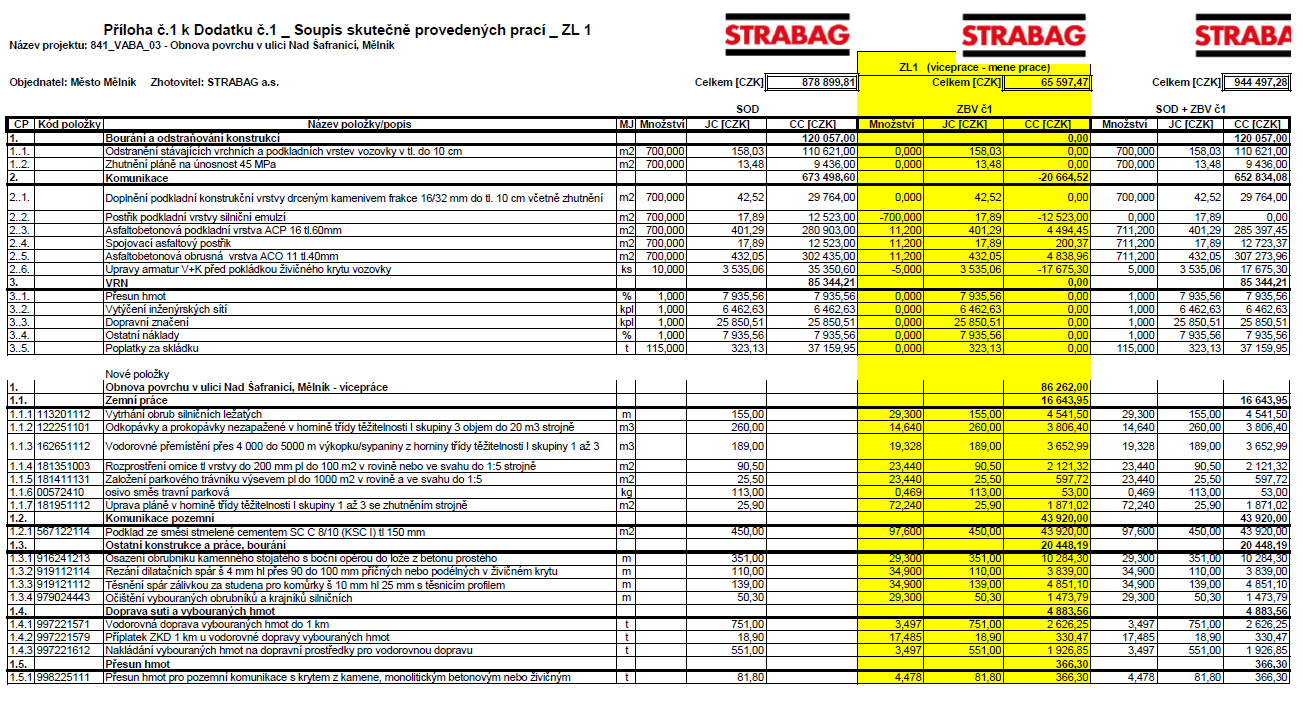 STRABAG STRABAG STRABA
Příloha č.1 k Dodatku č.1 _ Soupis skutečně provedených prací _ ZL 1
Název projektu: 841_VABA_03 - Obnova povrchu v ulici Nad Šafranicí, Mělník
ZL1 (vícepráce - méně práce)
Objednatel: Město Mělník Zhotovitel: STRABAG a.s. Celkem [CZK] 878 899,81 Celkem [CZK] 65 597,47 Celkem [CZK] 944 497,28
SOD ZBV č1 SOD + ZBV č1
CP Kód položky Název položky/popis MJ Množství JC [CZK] CC [CZK] Množství JC [CZK] CC [CZK] Množství JC [CZK] CC [CZK]
1. Bourání a odstraňování konstrukcí 120 057,00 0,00 120 057,00
1..1. Odstranění stávajících vrchních a podkladních vrstev vozovky v tl. do 10 cm m2 700,000 158,03 110 621,00 0,000 158,03 0,00 700,000 158,03 110 621,00
1..2. Zhutnění pláně na únosnost 45 MPa m2 700,000 13,48 9 436,00 0,000 13,48 0,00 700,000 13,48 9 436,00
2. Komunikace 673 498,60 -20 664,52 652 834,08
2..1. Doplnění podkladní konstrukční vrstvy drceným kamenivem frakce 16/32 mm do tl. 10 cm včetně zhutnění m2 700,000 42,52 29 764,00 0,000 42,52 0,00 700,000 42,52 29 764,00
2..2. Postřik podkladní vrstvy silniční emulzí m2 700,000 17,89 12 523,00 -700,000 17,89 -12 523,00 0,000 17,89 0,00
2..3. Asfaltobetonová podkladní vrstva ACP 16 tl.60mm m2 700,000 401,29 280 903,00 11,200 401,29 4 494,45 711,200 401,29 285 397,45
2..4. Spojovací asfaltový postřik m2 700,000 17,89 12 523,00 11,200 17,89 200,37 711,200 17,89 12 723,37
2..5. Asfaltobetonová obrusná vrstva ACO 11 tl.40mm m2 700,000 432,05 302 435,00 11,200 432,05 4 838,96 711,200 432,05 307 273,96
2..6. Úpravy armatur V+K před pokládkou živičného krytu vozovky ks 10,000 3 535,06 35 350,60 -5,000 3 535,06 -17 675,30 5,000 3 535,06 17 675,30
3. VRN 85 344,21 0,00 85 344,21
3..1. Přesun hmot % 1,000 7 935,56 7 935,56 0,000 7 935,56 0,00 1,000 7 935,56 7 935,56
3..2. Vytýčení inženýrských sítí kpl 1,000 6 462,63 6 462,63 0,000 6 462,63 0,00 1,000 6 462,63 6 462,63
3..3. Dopravní značení kpl 1,000 25 850,51 25 850,51 0,000 25 850,51 0,00 1,000 25 850,51 25 850,51
3..4. Ostatní náklady % 1,000 7 935,56 7 935,56 0,000 7 935,56 0,00 1,000 7 935,56 7 935,56
3..5. Poplatky za skládku t 115,000 323,13 37 159,95 0,000 323,13 0,00 115,000 323,13 37 159,95
Nové položky
1. Obnova povrchu v ulici Nad Šafranicí, Mělník - vícepráce 86 262,00
1.1. Zemní práce 16 643,95 16 643,95
1.1.1 113201112 Vytrhání obrub silničních ležatých m 155,00 29,300 155,00 4 541,50 29,300 155,00 4 541,50
1.1.2 122251101 Odkopávky a prokopávky nezapažené v hornině třídy těžitelnosti I skupiny 3 objem do 20 m3 strojně m3 260,00 14,640 260,00 3 806,40 14,640 260,00 3 806,40
1.1.3 162651112 Vodorovné přemístění přes 4 000 do 5000 m výkopku/sypaniny z horniny třídy těžitelnosti I skupiny 1 až 3 m3 189,00 19,328 189,00 3 652,99 19,328 189,00 3 652,99
1.1.4 181351003 Rozprostření ornice tl vrstvy do 200 mm pl do 100 m2 v rovině nebo ve svahu do 1:5 strojně m2 90,50 23,440 90,50 2 121,32 23,440 90,50 2 121,32
1.1.5 181411131 Založení parkového trávníku výsevem pl do 1000 m2 v rovině a ve svahu do 1:5 m2 25,50 23,440 25,50 597,72 23,440 25,50 597,72
1.1.6 00572410 osivo směs travní parková kg 113,00 0,469 113,00 53,00 0,469 113,00 53,00
1.1.7 181951112 Úprava pláně v hornině třídy těžitelnosti I skupiny 1 až 3 se zhutněním strojně m2 25,90 72,240 25,90 1 871,02 72,240 25,90 1 871,02
1.2. Komunikace pozemní 43 920,00 43 920,00
1.2.1 567122114 Podklad ze směsi stmelené cementem SC C 8/10 (KSC I) tl 150 mm m2 450,00 97,600 450,00 43 920,00 97,600 450,00 43 920,00
1.3. Ostatní konstrukce a práce, bourání 20 448,19 20 448,19
1.3.1 916241213 Osazení obrubníku kamenného stojatého s boční opěrou do lože z betonu prostého m 351,00 29,300 351,00 10 284,30 29,300 351,00 10 284,30
1.3.2 919112114 Řezání dilatačních spár š 4 mm hl přes 90 do 100 mm příčných nebo podélných v živičném krytu m 110,00 34,900 110,00 3 839,00 34,900 110,00 3 839,00
1.3.3 919121112 Těsnění spár zálivkou za studena pro komůrky š 10 mm hl 25 mm s těsnicím profilem m 139,00 34,900 139,00 4 851,10 34,900 139,00 4 851,10
1.3.4 979024443 Očištění vybouraných obrubníků a krajníků silničních m 50,30 29,300 50,30 1 473,79 29,300 50,30 1 473,79
1.4. Doprava suti a vybouraných hmot 4 883,56 4 883,56
1.4.1 997221571 Vodorovná doprava vybouraných hmot do 1 km t 751,00 3,497 751,00 2 626,25 3,497 751,00 2 626,25
1.4.2 997221579 Příplatek ZKD 1 km u vodorovné dopravy vybouraných hmot t 18,90 17,485 18,90 330,47 17,485 18,90 330,47
1.4.3 997221612 Nakládání vybouraných hmot na dopravní prostředky pro vodorovnou dopravu t 551,00 3,497 551,00 1 926,85 3,497 551,00 1 926,85
1.5. Přesun hmot 366,30 366,30
1.5.1 998225111 Přesun hmot pro pozemní komunikace s krytem z kamene, monolitickým betonovým nebo živičným t 81,80 4,478 81,80 366,30 4,478 81,80 366,30